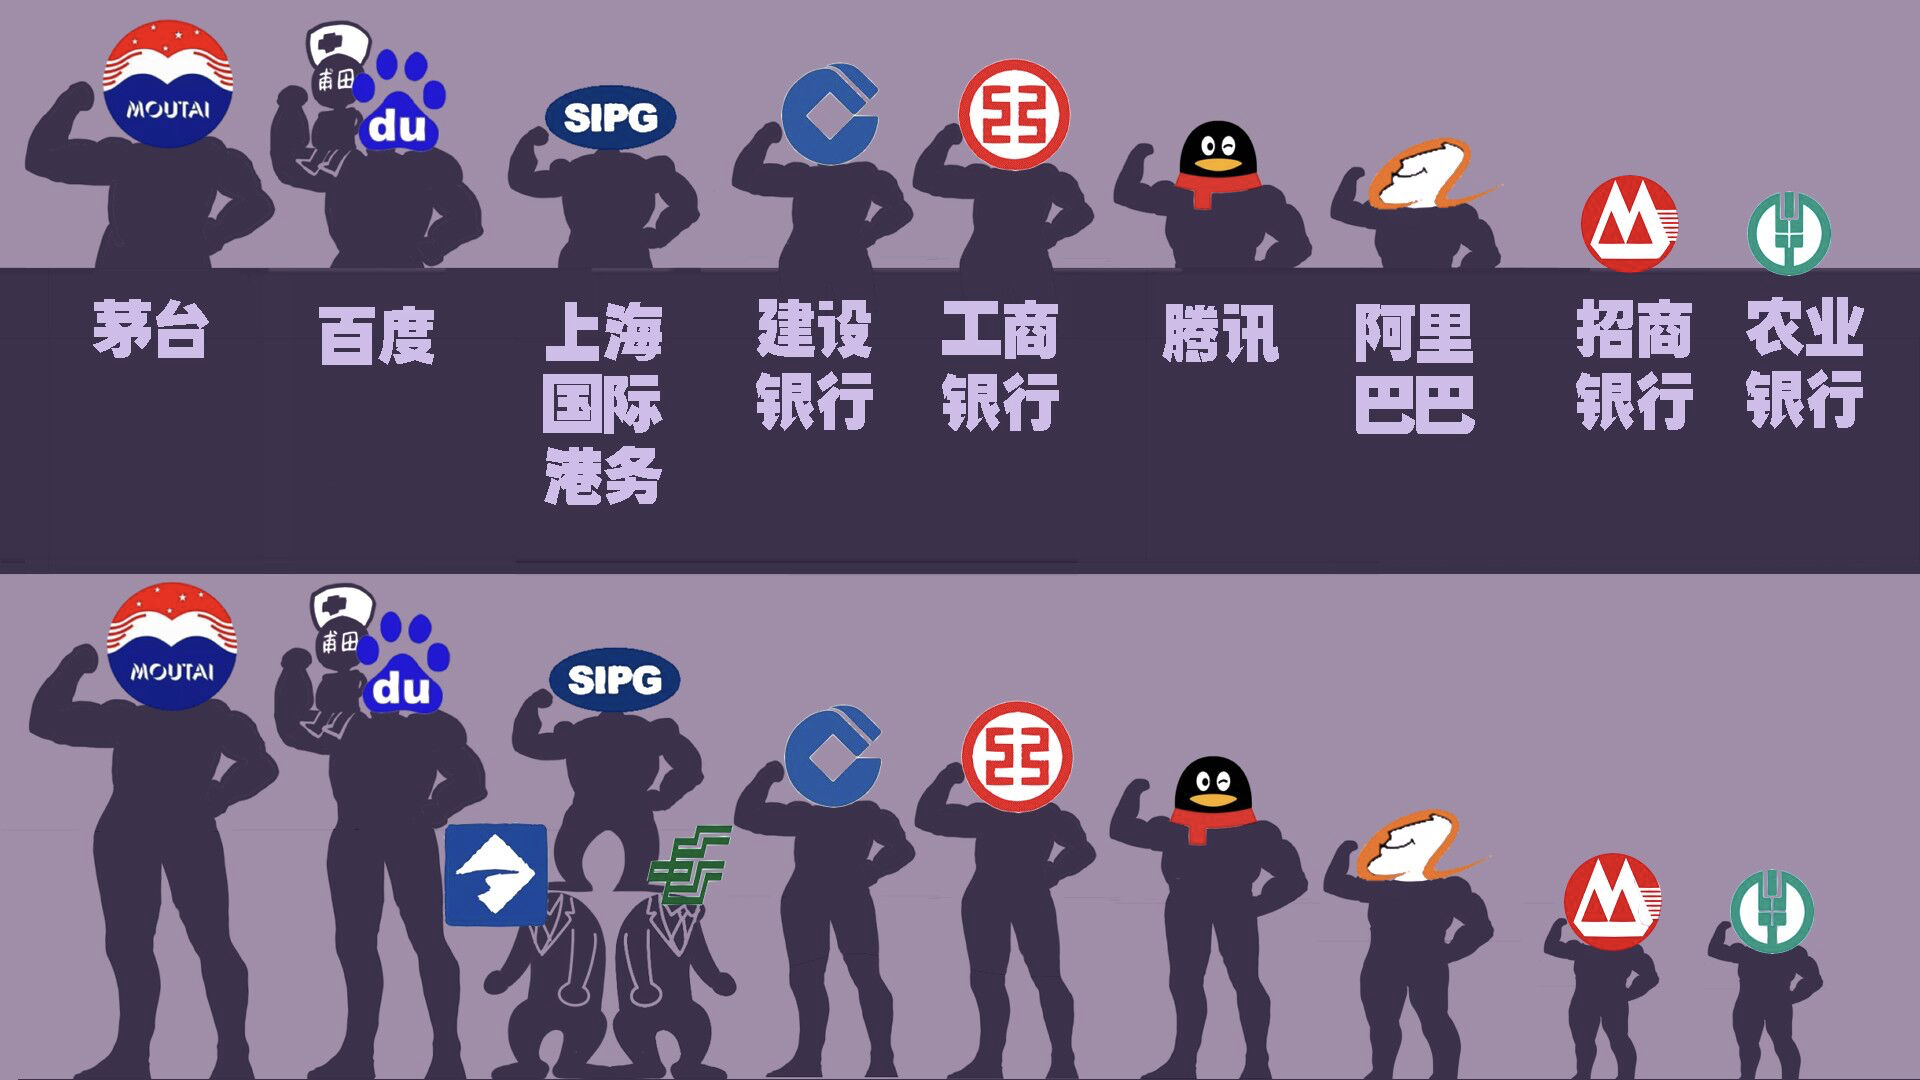 MOUTAI
莆田
du
SIPG
茅台
百度
上海
国际
港务
建设
银行
工商
银行
腾讯
阿里
巴巴
招商
银行
农业
银行
MOUTAI
莆田
du
SIPG